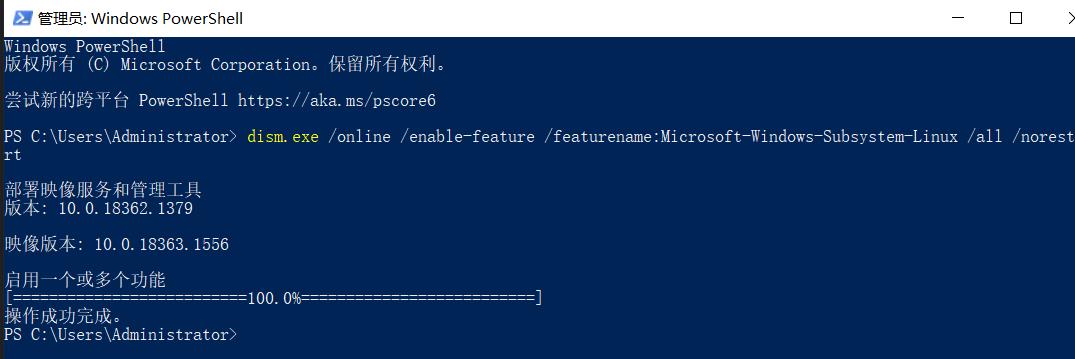 管理员: Windows PowerShell
Windows PowerShell
版权所有 (C) Microsoft Corporation。保留所有权利。
尝试新的跨平台 PowerShell https://aka.ms/pscore6
PS C:\Users\Administrator> dism.exe /online /enable-feature /featurename:Microsoft-Windows-Subsystem-Linux /all /norest
rt
部署映像服务和管理工具
版本: 10.0.18362.1379
映像版本: 10.0.18363.1556
启用一个或多个功能
[==========================100.0%==========================]
操作成功完成。
PS C:\Users\Administrator>